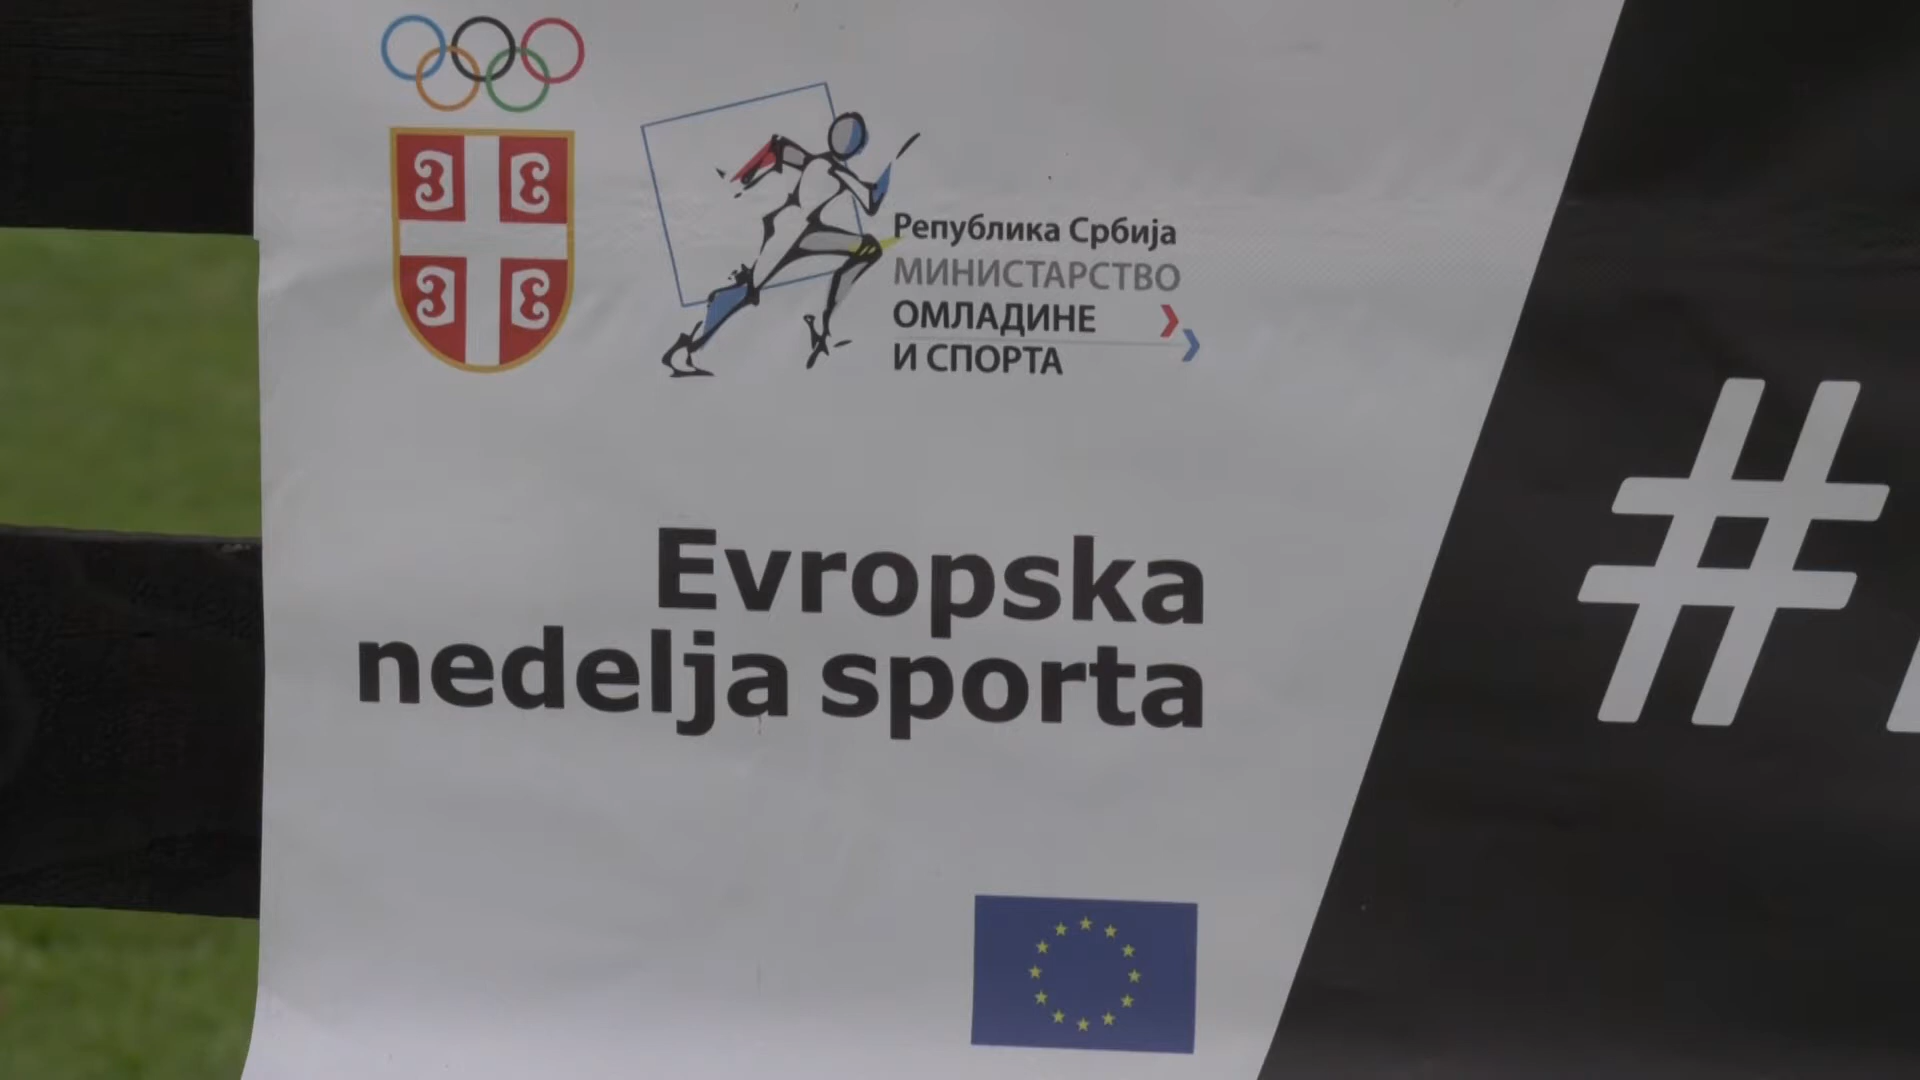 Република Србија
МИНИСТАРСТВО
ОМЛАДИНЕ
И СПОРТА
Evropska
nedelja sporta
#